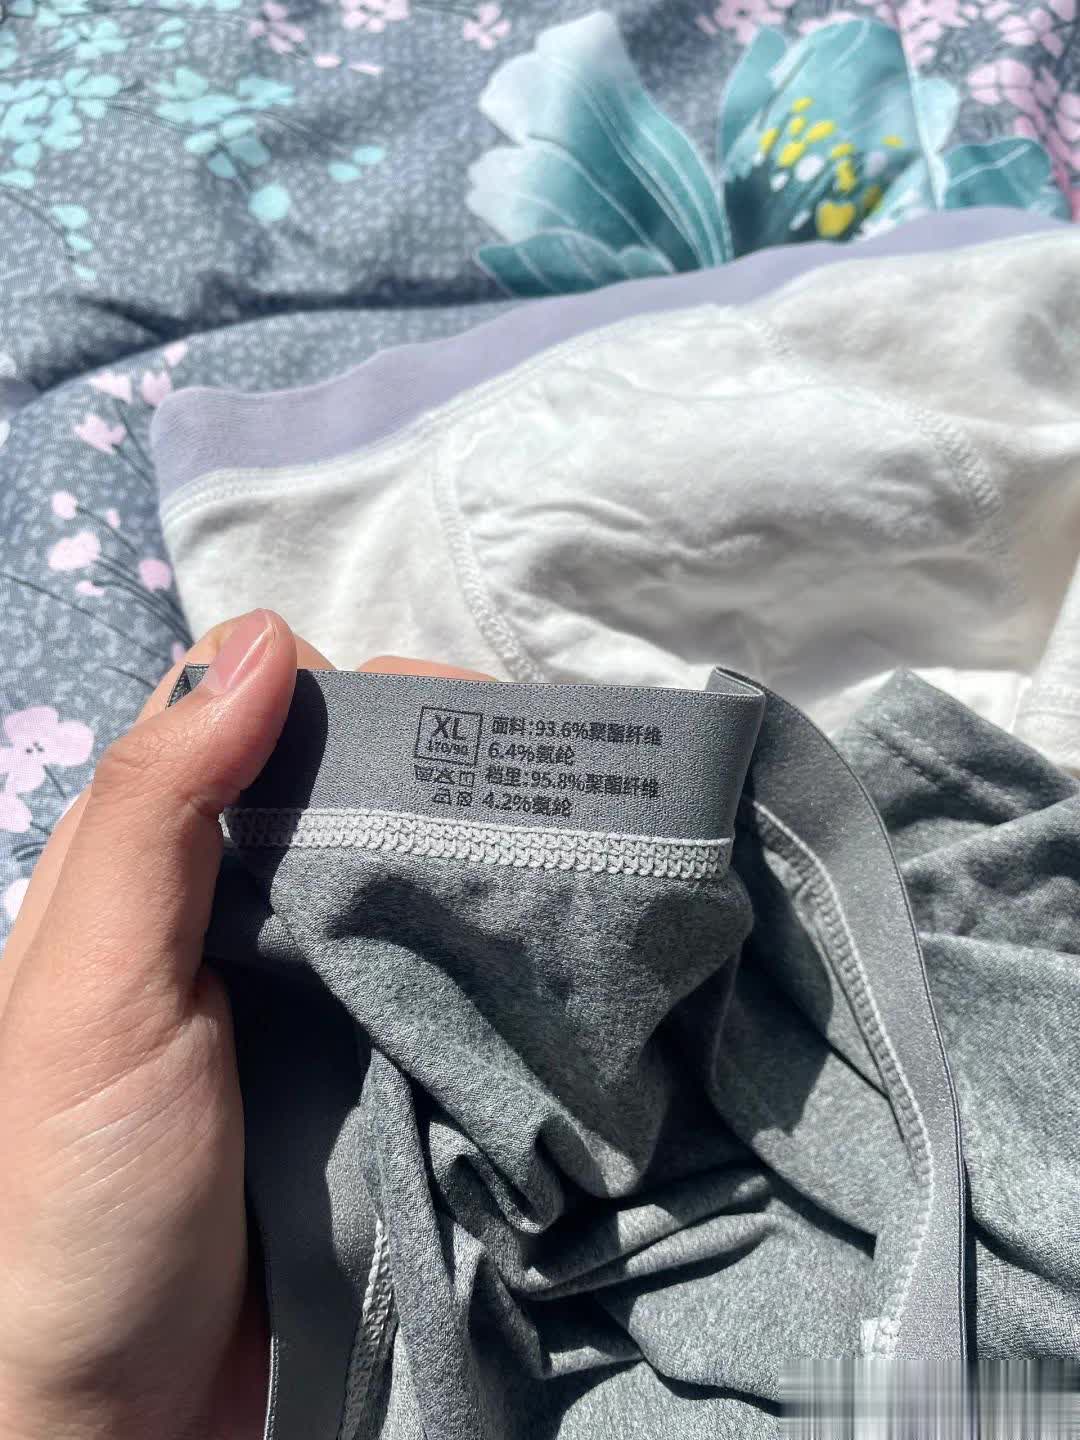 XL
170/90
面料:93.6%聚酯纤维
6.4%氨纶
裆里:95.8%聚酯纤维
4.2%氨纶